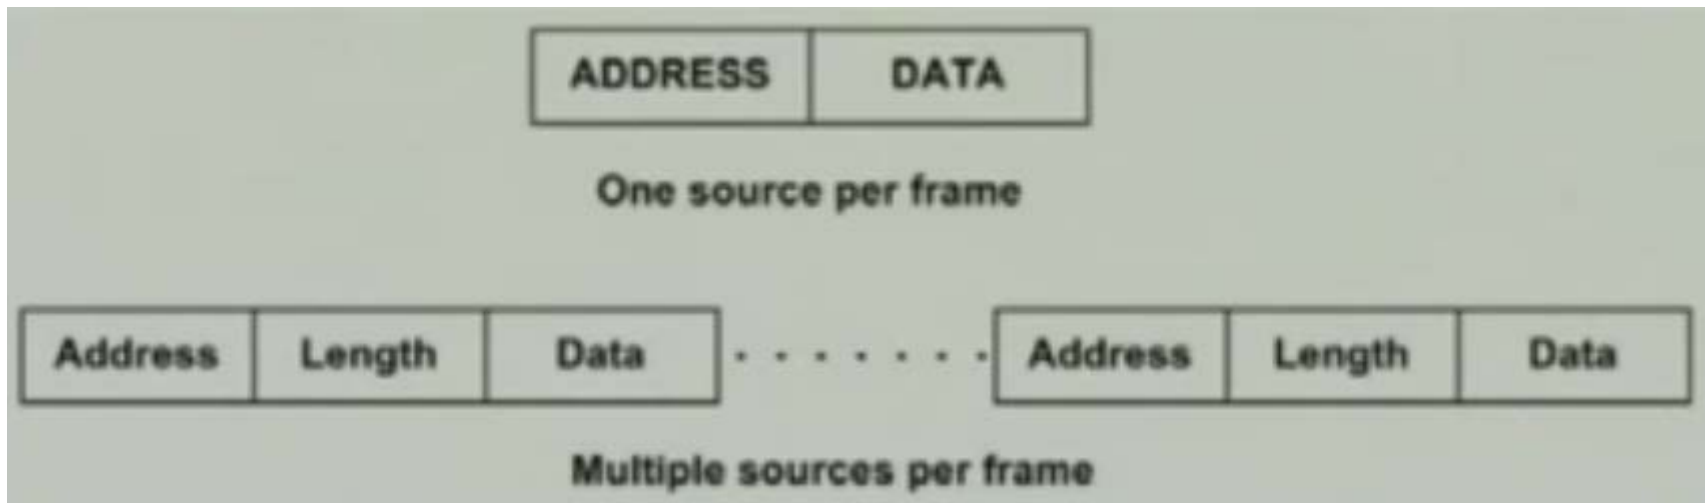 ADDRESS DATA
One source per frame
Address Length Data . . . . . . . Address Length Data
Multiple sources per frame